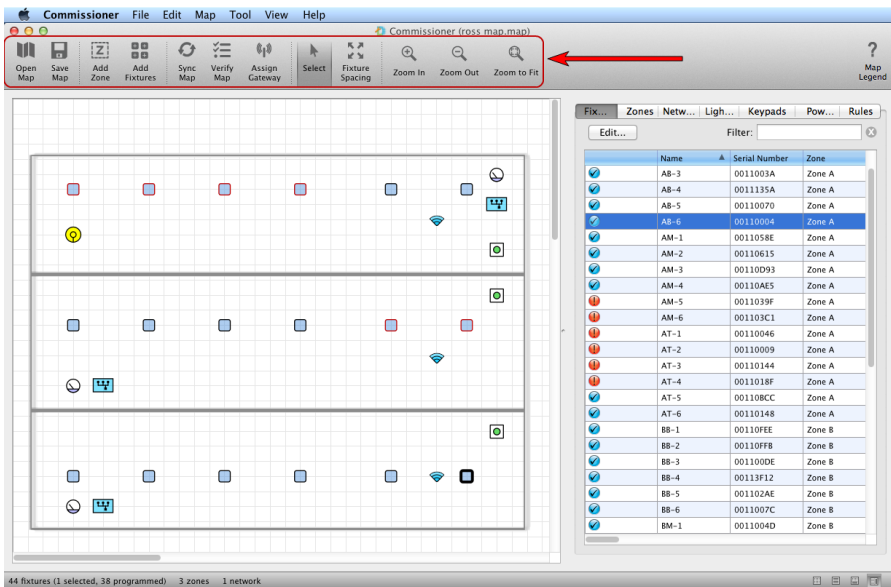 Commissioner File Edit Map Tool View Help
Commissioner (ross map.map)
Open Map
Save Map
Add Zone
Add Fixtures
Sync Map
Verify Map
Assign Gateway
Select
Fixture Spacing
Zoom In
Zoom Out
Zoom to Fit
? Map Legend
Fix... Zones Netw... Ligh... Keypads Pow... Rules
Edit... Filter:
Name Serial Number Zone
AB-3 0011003A Zone A
AB-4 0011135A Zone A
AB-5 00110070 Zone A
AB-6 00110004 Zone A
AM-1 0011058E Zone A
AM-2 00110615 Zone A
AM-3 00110D93 Zone A
AM-4 00110AE5 Zone A
AM-5 0011039F Zone A
AM-6 001103C1 Zone A
AT-1 00110046 Zone A
AT-2 00110009 Zone A
AT-3 00110144 Zone A
AT-4 0011018F Zone A
AT-5 00110BCC Zone A
AT-6 00110148 Zone A
BB-1 00110FEE Zone B
BB-2 00110FFB Zone B
BB-3 001100DE Zone B
BB-4 00113F12 Zone B
BB-5 001102AE Zone B
BB-6 0011007C Zone B
BM-1 0011004D Zone B
44 fixtures (1 selected, 38 programmed) 3 zones 1 network